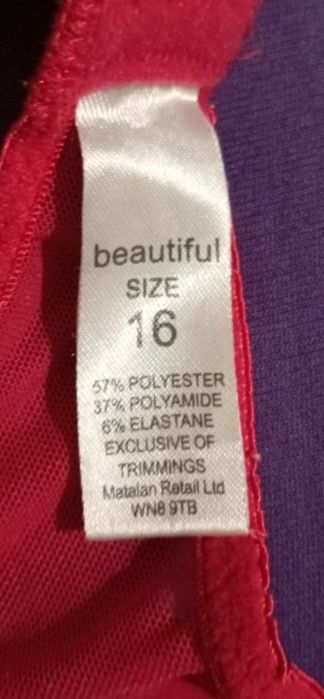 beautiful
SIZE
16
57% POLYESTER
37% POLYAMIDE
6% ELASTANE
EXCLUSIVE OF
TRIMMINGS
Matalan Retail Ltd
WN8 9TB